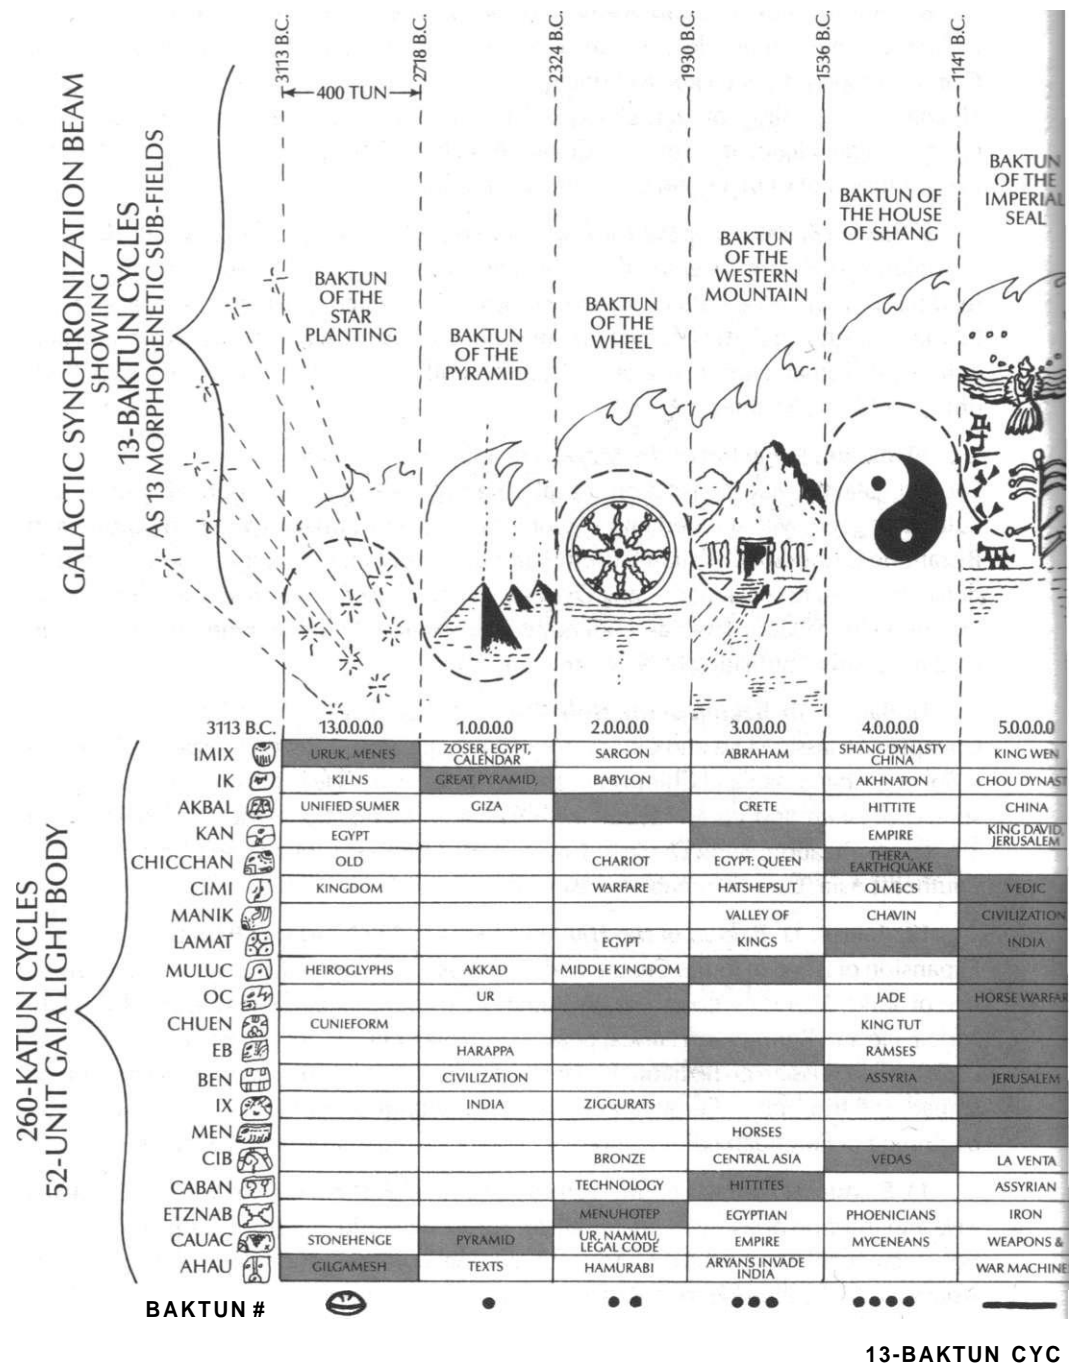 3113 B.C.
2718 B.C.
2324 B.C.
1930 B.C.
1536 B.C.
1141 B.C.
400 TUN
GALACTIC SYNCHRONIZATION BEAM
SHOWING
13-BAKTUN CYCLES
AS 13 MORPHOGENETIC SUB-FIELDS
BAKTUN
OF THE
STAR
PLANTING
BAKTUN
OF THE
PYRAMID
BAKTUN
OF THE
WHEEL
BAKTUN
OF THE
WESTERN
MOUNTAIN
BAKTUN OF
THE HOUSE
OF SHANG
BAKTUN
OF THE
IMPERIAL
SEAL
260-KATUN CYCLES
52-UNIT GAIA LIGHT BODY
3113 B.C. 13.0.0.0.0 1.0.0.0.0 2.0.0.0.0 3.0.0.0.0 4.0.0.0.0 5.0.0.0.0
IMIX URUK, MENES ZOSER, EGYPT, CALENDAR SARGON ABRAHAM SHANG DYNASTY CHINA KING WEN
IK KILNS GREAT PYRAMID, BABYLON AKHNATON CHOU DYNAST
AKBAL UNIFIED SUMER GIZA CRETE HITTITE CHINA
KAN EGYPT EMPIRE KING DAVID, JERUSALEM
CHICCHAN OLD CHARIOT EGYPT: QUEEN THERA, EARTHQUAKE
CIMI KINGDOM WARFARE HATSHEPSUT OLMECS VEDIC
MANIK VALLEY OF CHAVIN CIVILIZATION
LAMAT EGYPT KINGS INDIA
MULUC HEIROGLYPHS AKKAD MIDDLE KINGDOM
OC UR JADE HORSE WARFAR
CHUEN CUNIEFORM KING TUT
EB HARAPPA RAMSES
BEN CIVILIZATION ASSYRIA JERUSALEM
IX INDIA ZIGGURATS
MEN HORSES
CIB BRONZE CENTRAL ASIA VEDAS LA VENTA
CABAN TECHNOLOGY HITTITES ASSYRIAN
ETZNAB MENUHOTEP EGYPTIAN PHOENICIANS IRON
CAUAC STONEHENGE PYRAMID UR, NAMMU, LEGAL CODE EMPIRE MYCENEANS WEAPONS &
AHAU GILGAMESH TEXTS HAMURABI ARYANS INVADE INDIA WAR MACHINE
BAKTUN #
13-BAKTUN CYC